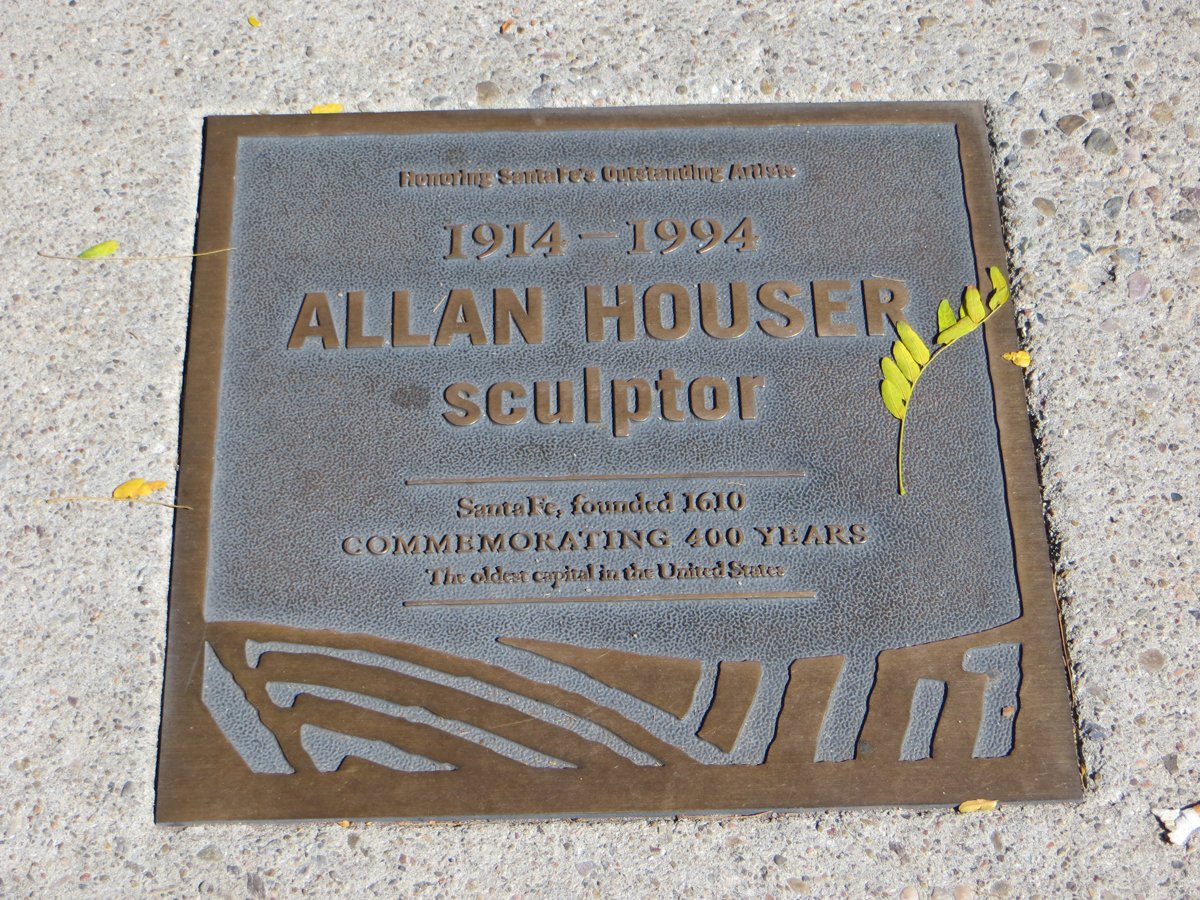 Honoring Santa Fe's Outstanding Artists
1914 – 1994
ALLAN HOUSER
sculptor
Santa Fe, founded 1610
COMMEMORATING 400 YEARS
The oldest capital in the United States